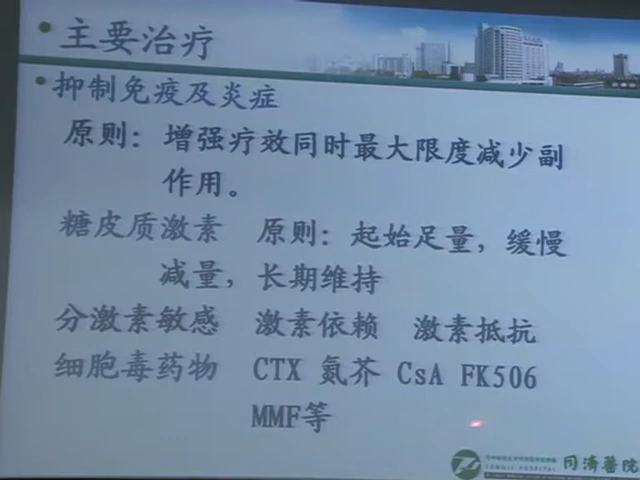 主要治疗
抑制免疫及炎症
原则：增强疗效同时最大限度减少副
作用。
糖皮质激素 原则：起始足量，缓慢
减量，长期维持
分激素敏感 激素依赖 激素抵抗
细胞毒药物 CTX 氮芥 CsA FK506
MMF等
TONGJI HOSPITAL
同濟醫院